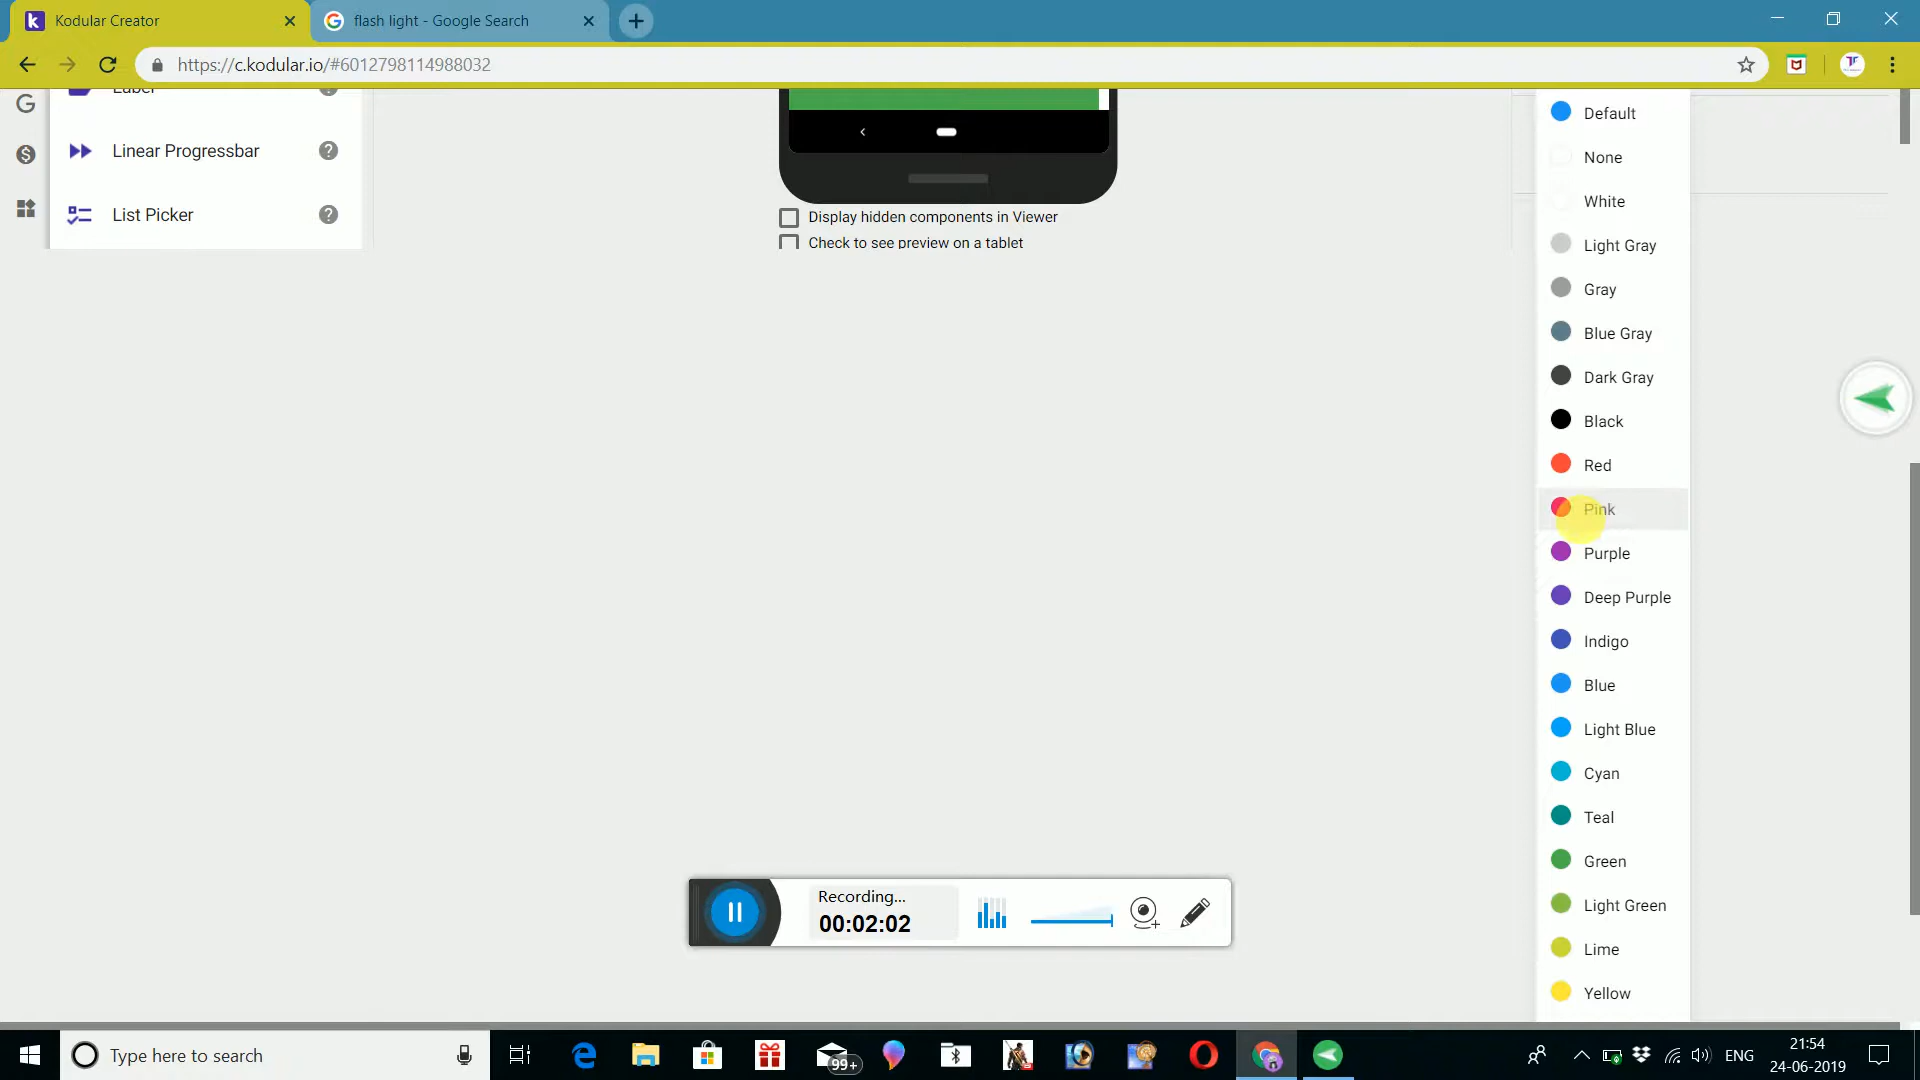 Kodular Creator
flash light - Google Search
https://c.kodular.io/#6012798114988032
Label
Linear Progressbar
List Picker
Display hidden components in Viewer
Check to see preview on a tablet
Default
None
White
Light Gray
Gray
Blue Gray
Dark Gray
Black
Red
Pink
Purple
Deep Purple
Indigo
Blue
Light Blue
Cyan
Teal
Green
Light Green
Lime
Yellow
Recording...
00:02:02
Type here to search
99+
ENG
21:54
24-06-2019